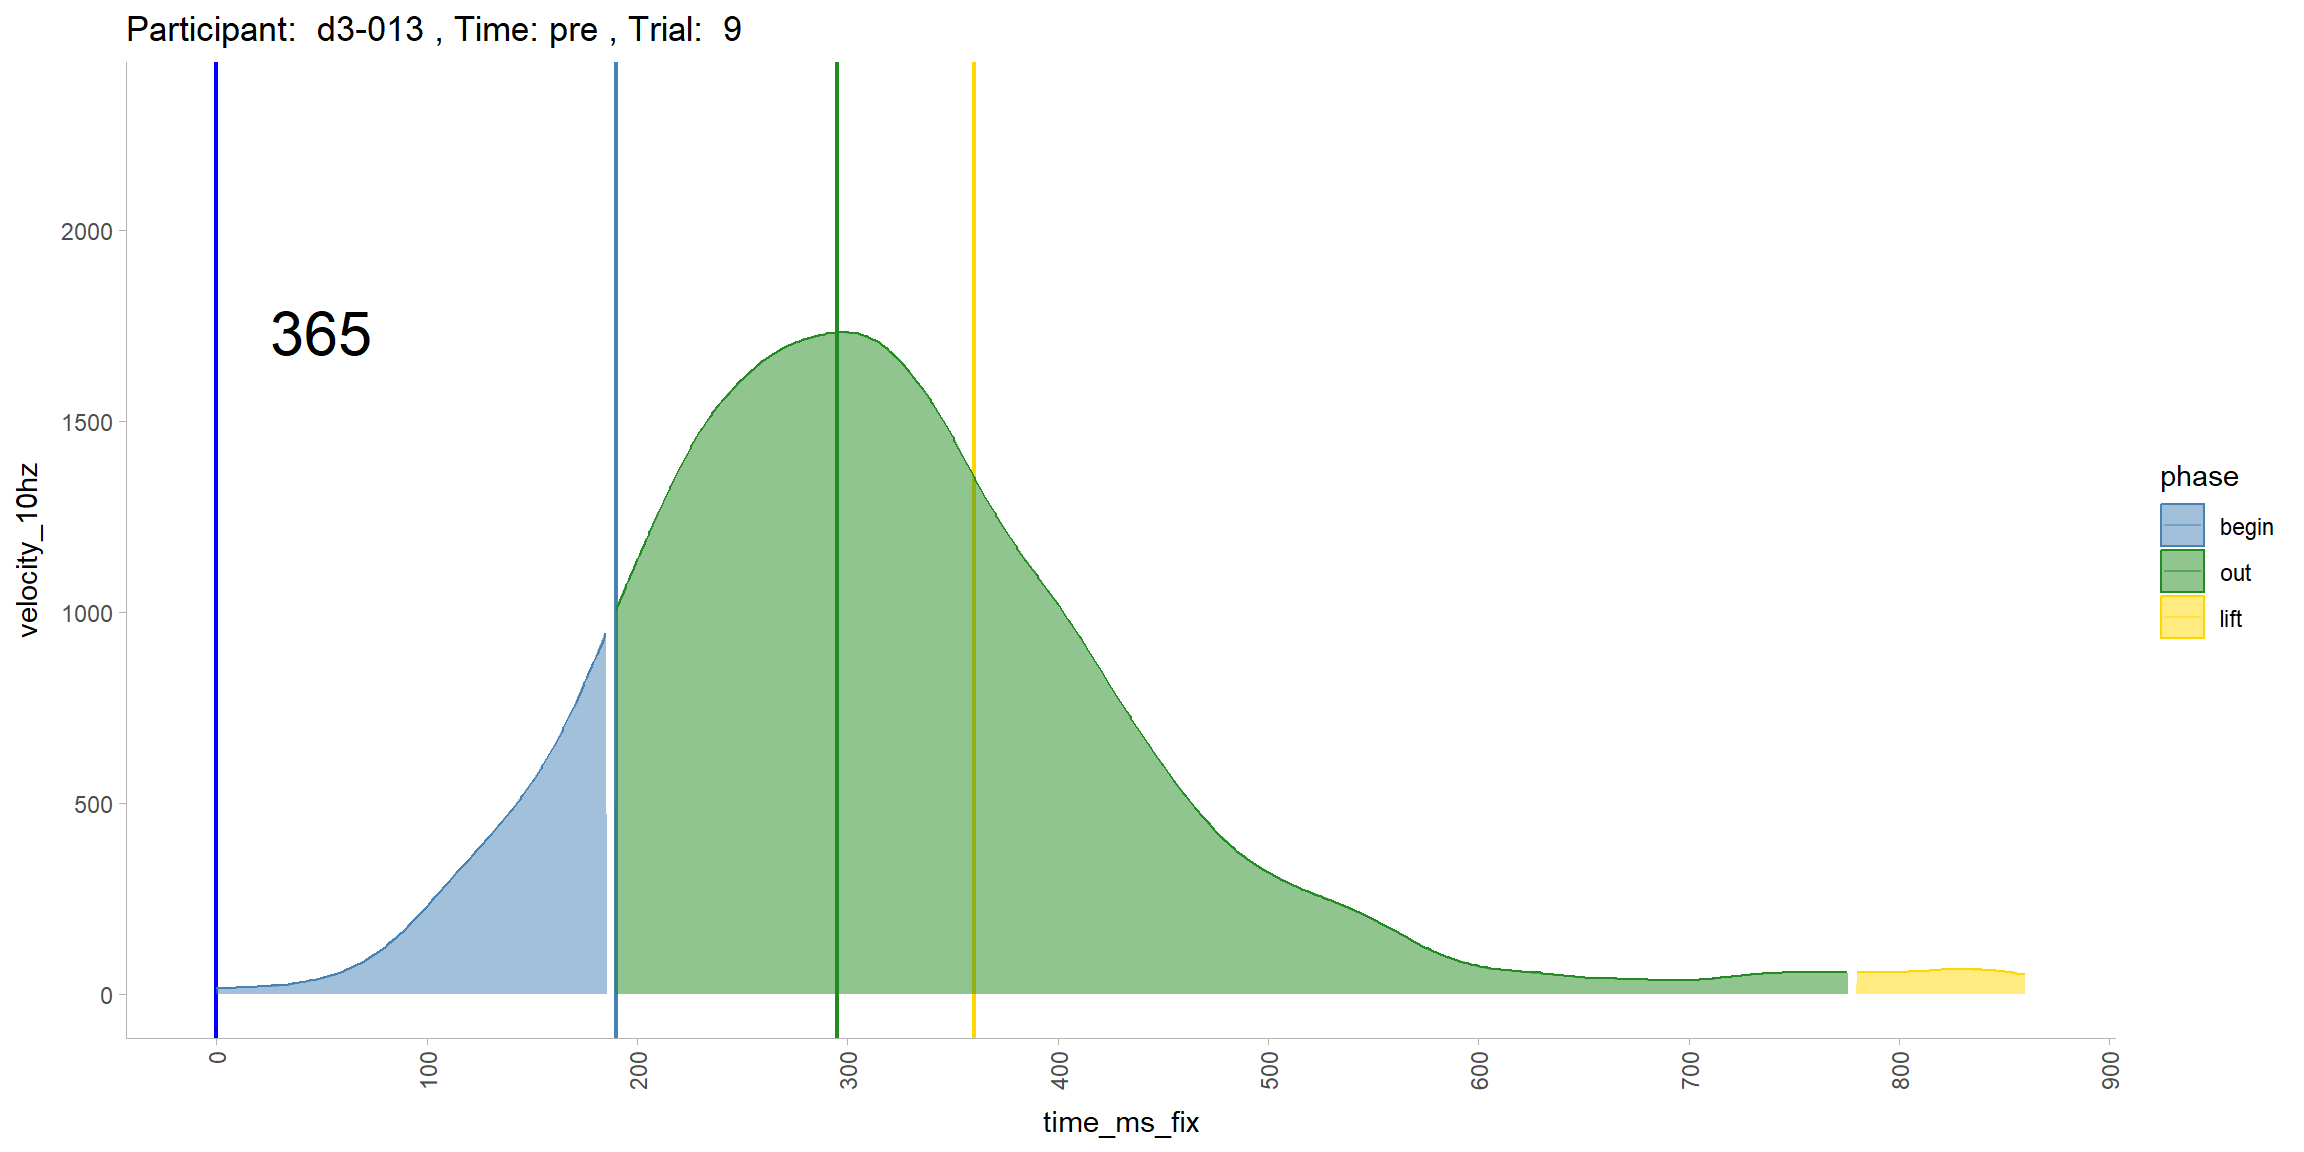 Participant:  d3-013 , Time: pre , Trial:  9
2000
1500
1000
500
0
velocity_10hz
365
0
100
200
300
400
500
600
700
800
900
time_ms_fix
phase
begin
out
lift